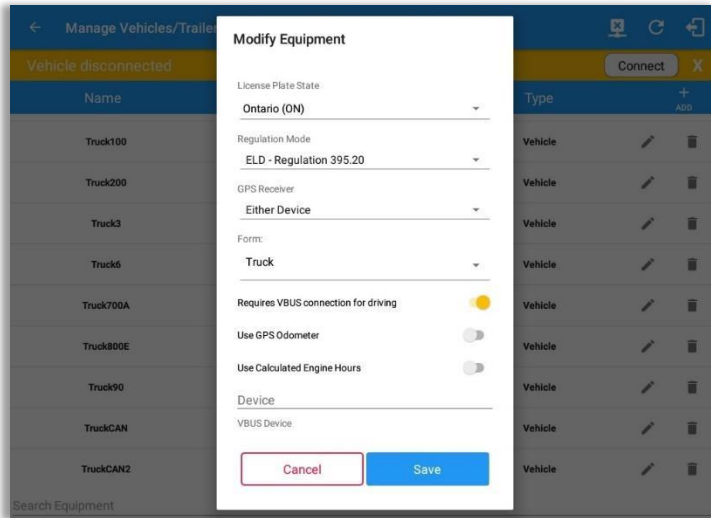 Manage Vehicles/Trailer
Vehicle disconnected
Connect
X
Name
Type
ADD
Truck100
Vehicle
Truck200
Vehicle
Truck3
Vehicle
Truck6
Vehicle
Truck700A
Vehicle
Truck800E
Vehicle
Truck90
Vehicle
TruckCAN
Vehicle
TruckCAN2
Vehicle
Search Equipment
Modify Equipment
License Plate State
Ontario (ON)
Regulation Mode
ELD - Regulation 395.20
GPS Receiver
Either Device
Form:
Truck
Requires VBUS connection for driving
Use GPS Odometer
Use Calculated Engine Hours
Device
VBUS Device
Cancel
Save